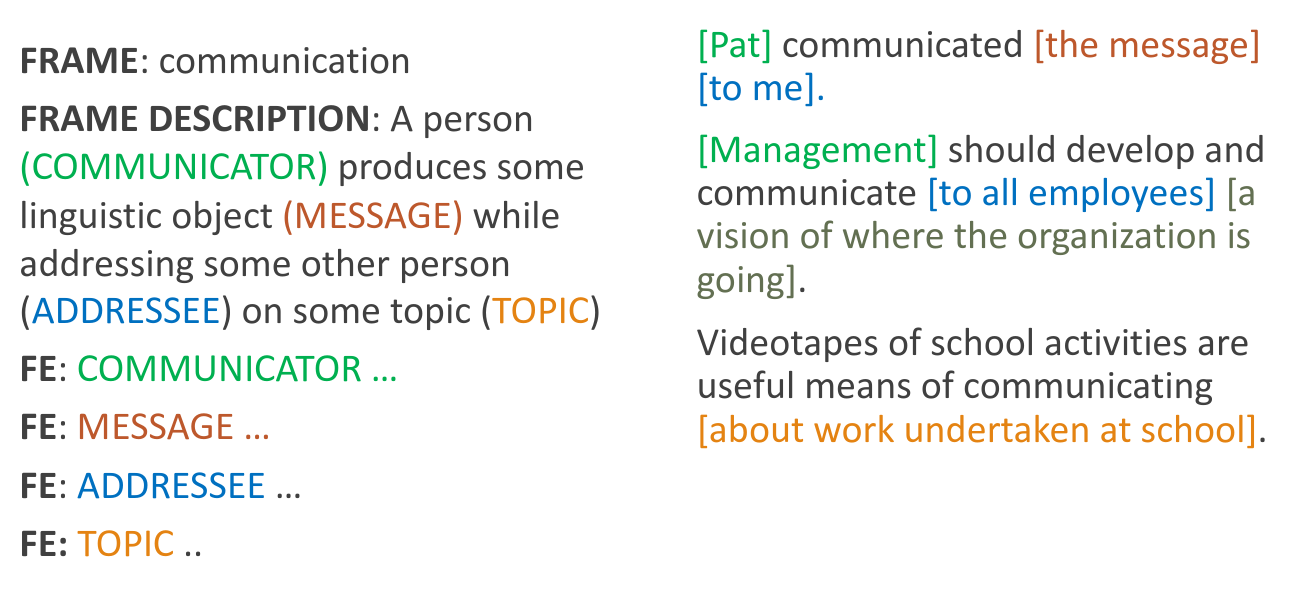 FRAME: communication
FRAME DESCRIPTION: A person
(COMMUNICATOR) produces some
linguistic object (MESSAGE) while
addressing some other person
(ADDRESSEE) on some topic (TOPIC)
FE: COMMUNICATOR ...
FE: MESSAGE ...
FE: ADDRESSEE ...
FE: TOPIC ..
[Pat] communicated [the message]
[to me].
[Management] should develop and
communicate [to all employees] [a
vision of where the organization is
going].
Videotapes of school activities are
useful means of communicating
[about work undertaken at school].